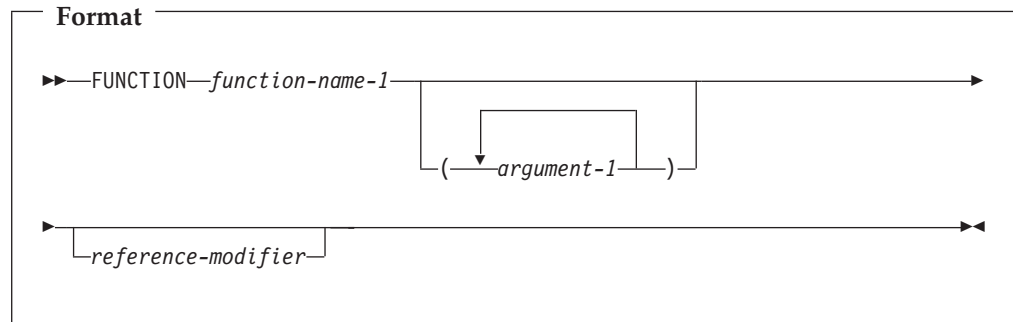 Format
FUNCTION function-name-1
( argument-1 )
reference-modifier